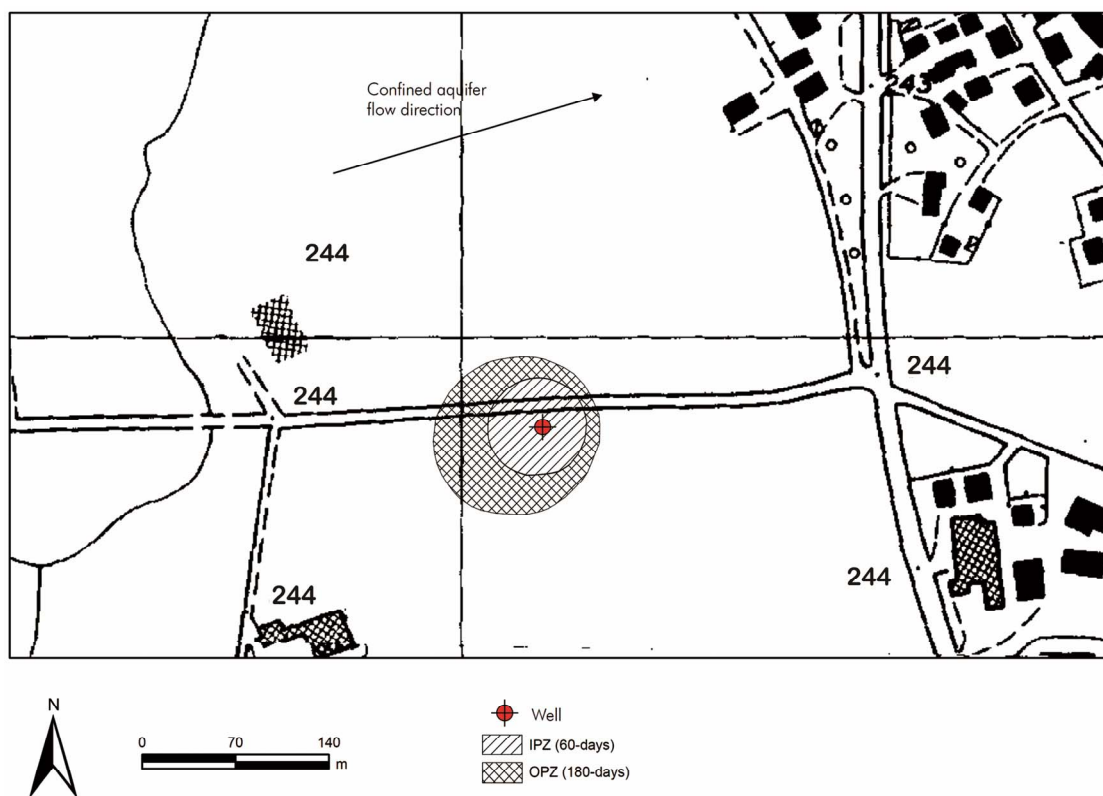 Confined aquifer
flow direction
243
244
244
244
244
244
N
0 70 140
m
Well
IPZ (60-days)
OPZ (180-days)